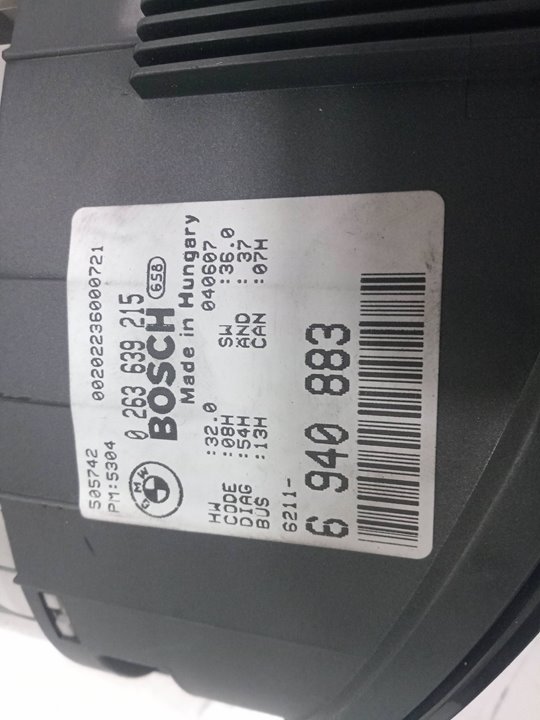 505742 00202236000721
PM:5304
0 263 639 215
BMW BOSCH 658
Made in Hungary
040607
HW :32.0 SW :36.0
CODE :08H AND : 37
DIAG :54H CAN :07H
BUS :13H
6211-
6 940 883